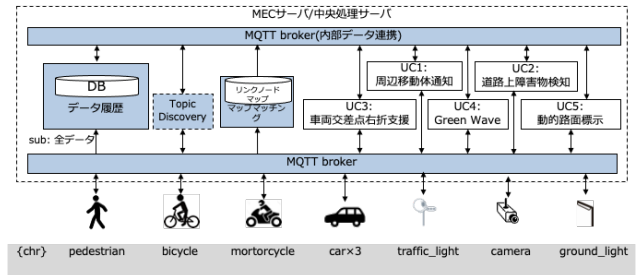 MECサーバ/中央処理サーバ
MQTT broker(内部データ連携)
DB
データ履歴
Topic
Discovery
リンクノード
マップ
マップマッチン
グ
UC1:
周辺移動体通知
UC2:
道路上障害物検知
UC3:
車両交差点右折支援
UC4:
Green Wave
UC5:
動的路面標示
sub: 全データ
MQTT broker
{chr} pedestrian bicycle mortorcycle car×3 traffic_light camera ground_light